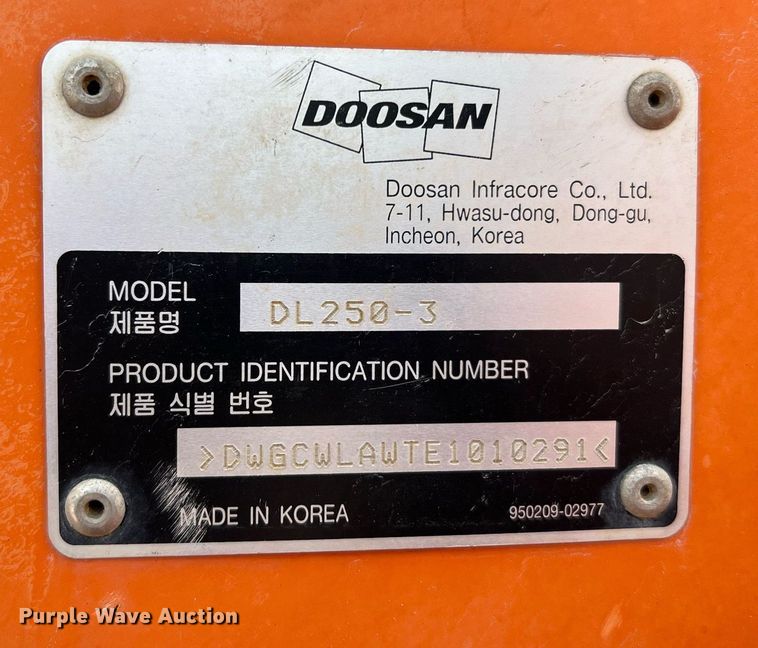 DOOSAN
Doosan Infracore Co., Ltd.
7-11, Hwasu-dong, Dong-gu,
Incheon, Korea
MODEL
제품명
DL250-3
PRODUCT IDENTIFICATION NUMBER
제품 식별 번호
>DWGCWLAWTE1010291<
MADE IN KOREA
950209-02977
Purple Wave Auction